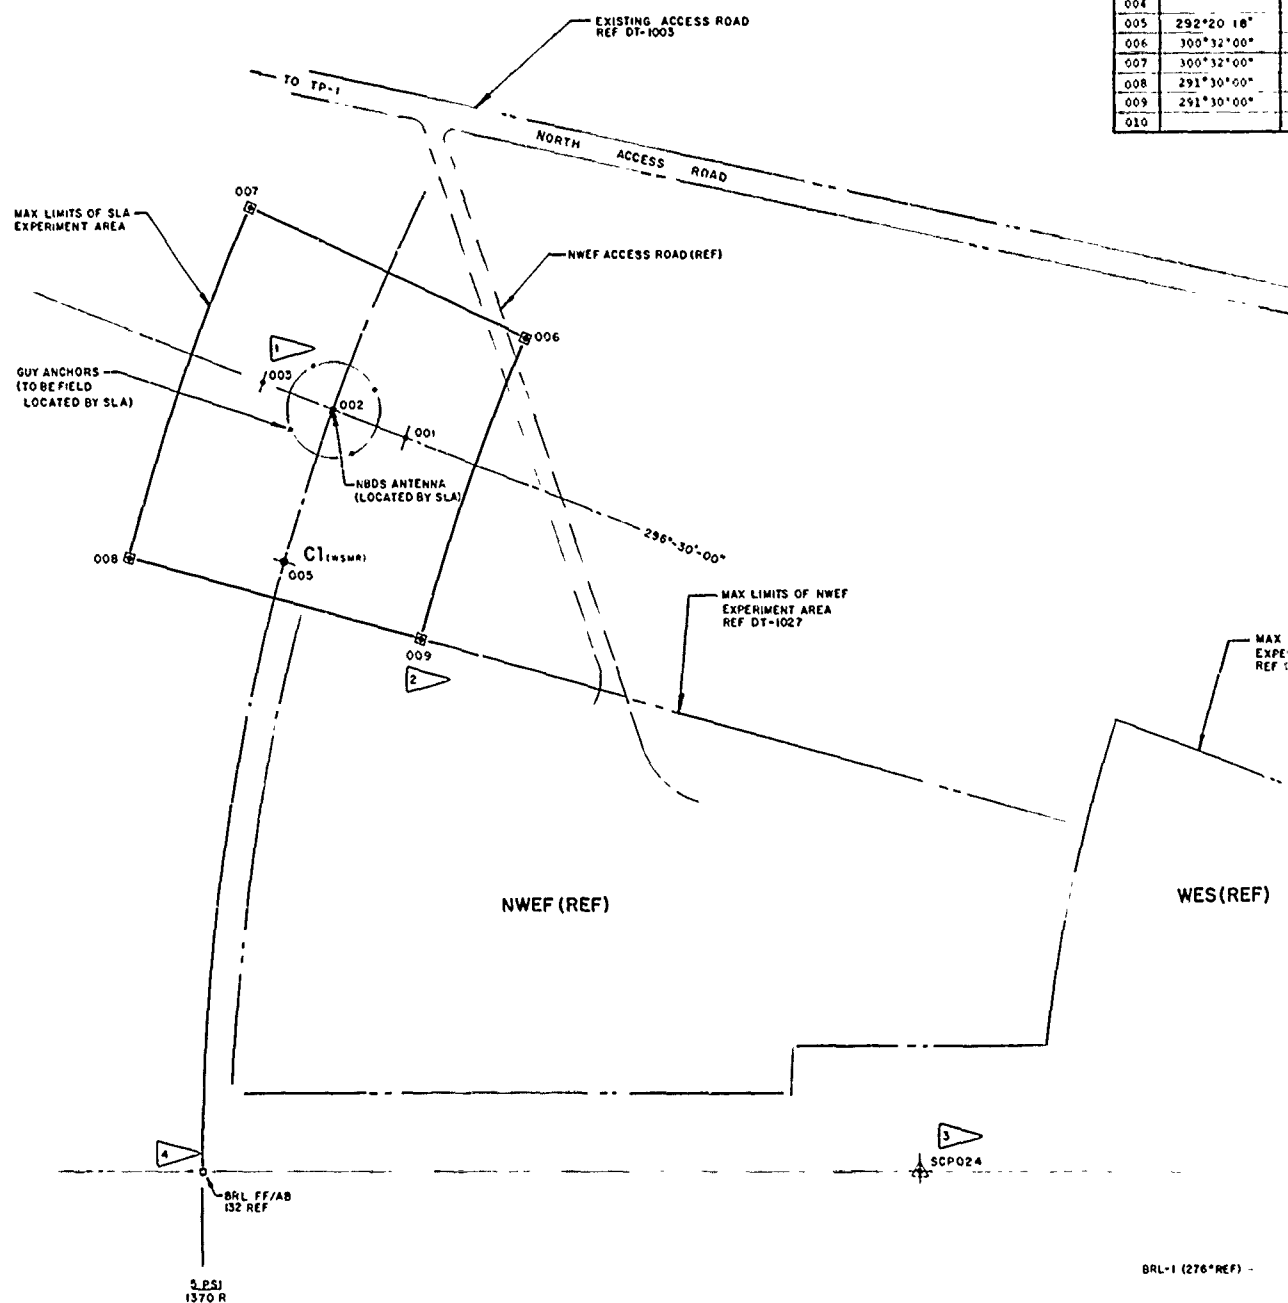 004
005 292°20 18"
006 300°32'00"
007 300°32'00"
008 291°30'00"
009 291°30'00"
010
EXISTING ACCESS ROAD
REF DT-1003
TO TP-1
NORTH ACCESS ROAD
007
MAX LIMITS OF SLA
EXPERIMENT AREA
NWEF ACCESS ROAD (REF)
006
1
003
GUY ANCHORS
(TO BE FIELD
LOCATED BY SLA)
002
001
NBDS ANTENNA
(LOCATED BY SLA)
296°-30'-00"
008
C1 (WSMR)
005
MAX LIMITS OF NWEF
EXPERIMENT AREA
REF DT-1027
009
2
MAX
EXPE
REF
NWEF (REF)
WES (REF)
3
4
SCP024
BRL FF/AB
132 REF
BRL-1 (276° REF)
5 PSI
1370 R